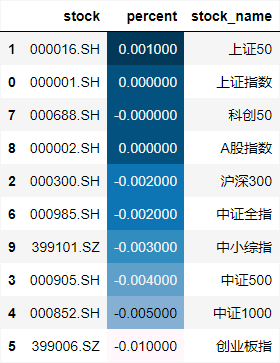 stock percent stock_name
1 000016.SH 0.001000 上证50
0 000001.SH 0.000000 上证指数
7 000688.SH -0.000000 科创50
8 000002.SH 0.000000 A股指数
2 000300.SH -0.002000 沪深300
6 000985.SH -0.002000 中证全指
9 399101.SZ -0.003000 中小综指
3 000905.SH -0.004000 中证500
4 000852.SH -0.005000 中证1000
5 399006.SZ -0.010000 创业板指